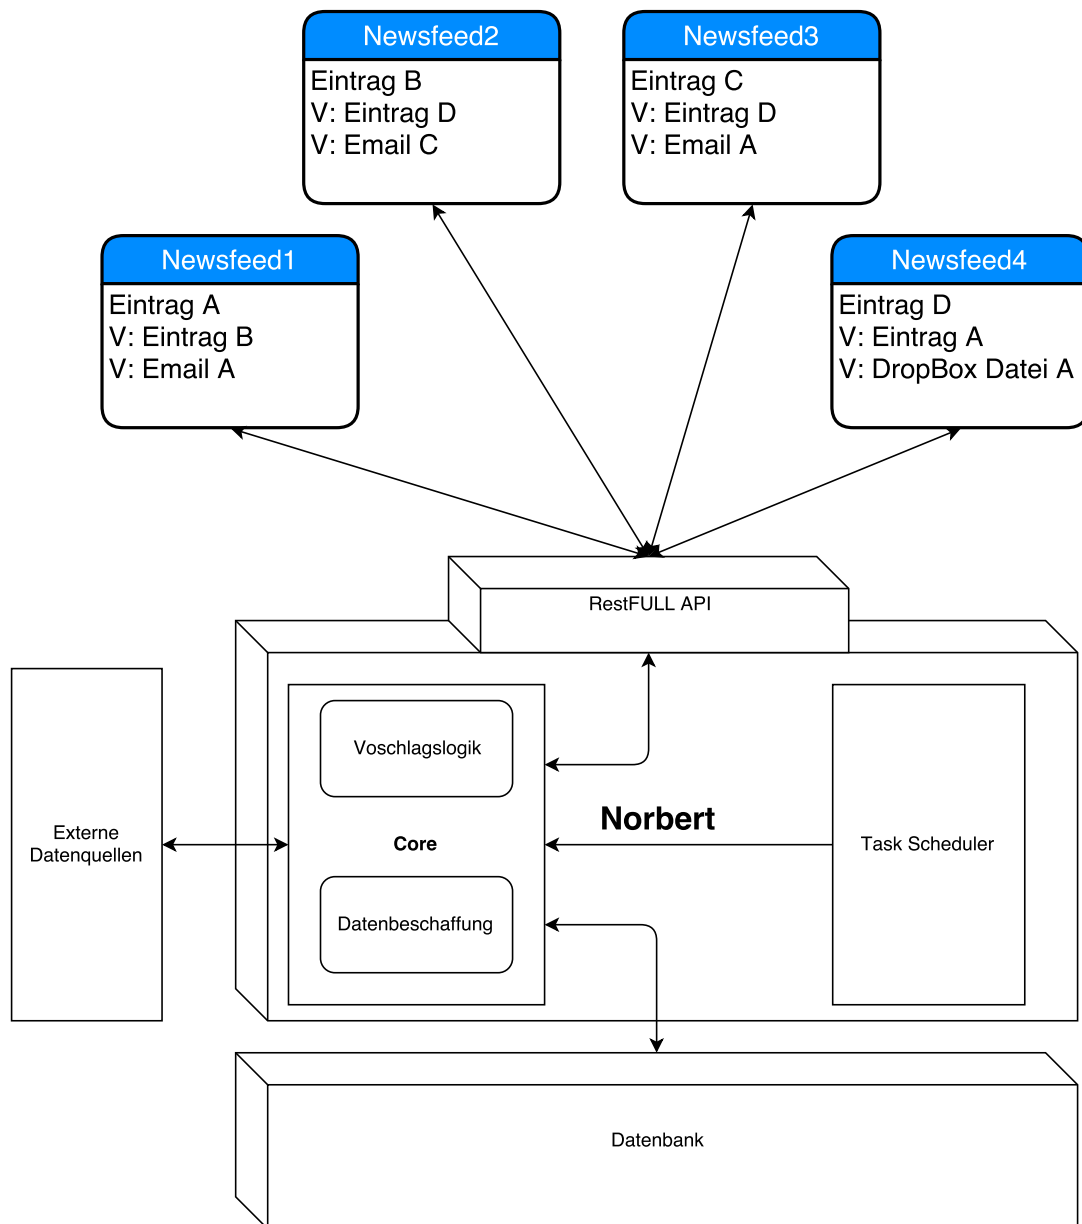 Newsfeed2
Eintrag B
V: Eintrag D
V: Email C
Newsfeed3
Eintrag C
V: Eintrag D
V: Email A
Newsfeed1
Eintrag A
V: Eintrag B
V: Email A
Newsfeed4
Eintrag D
V: Eintrag A
V: DropBox Datei A
RestFULL API
Voschlagslogik
Norbert
Externe
Datenquellen
Core
Task Scheduler
Datenbeschaffung
Datenbank